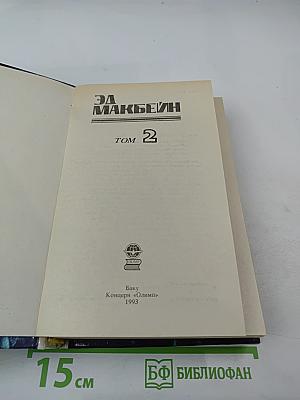 ЭД
МАКБЕЙН
ТОМ 2
Баку
Концерн «Олимп»
1993
15 см
БФ БИБЛИОФАН